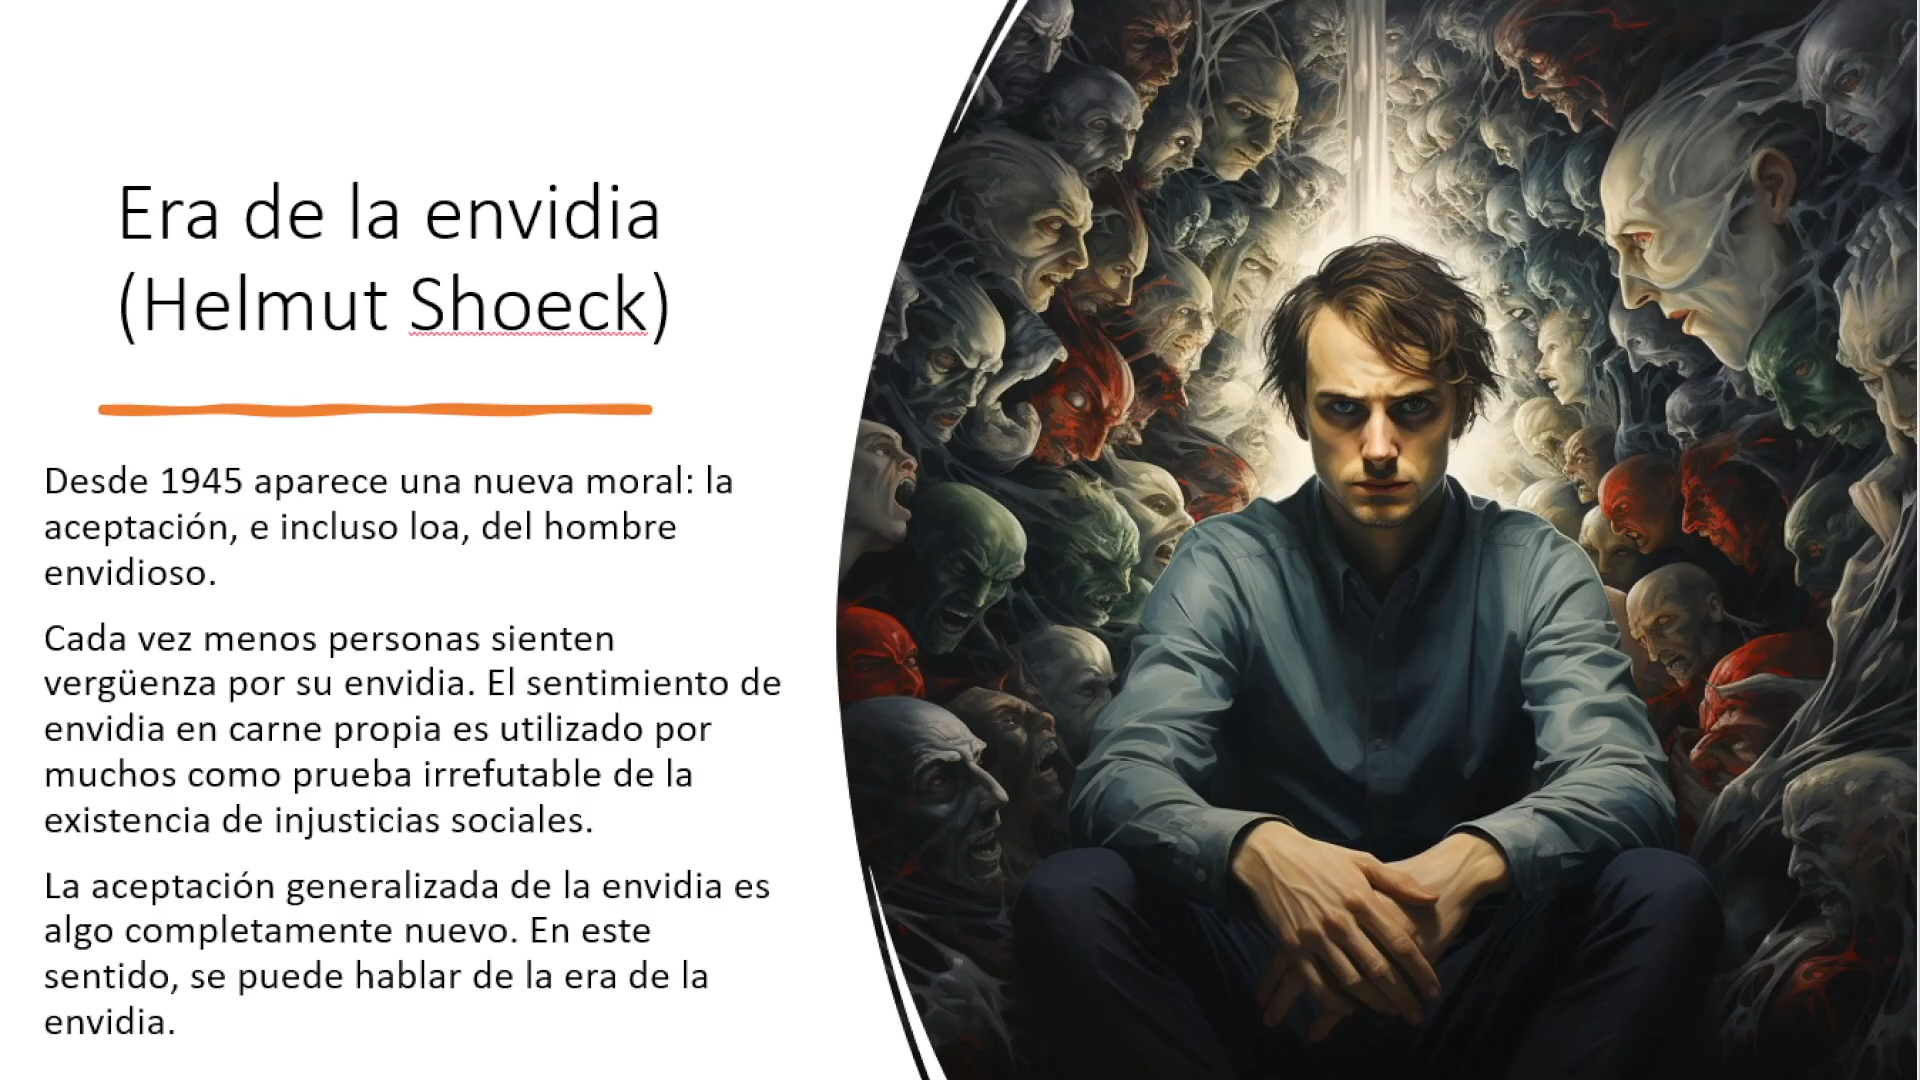 Era de la envidia
(Helmut Shoeck)
Desde 1945 aparece una nueva moral: la
aceptación, e incluso loa, del hombre
envidioso.
Cada vez menos personas sienten
vergüenza por su envidia. El sentimiento de
envidia en carne propia es utilizado por
muchos como prueba irrefutable de la
existencia de injusticias sociales.
La aceptación generalizada de la envidia es
algo completamente nuevo. En este
sentido, se puede hablar de la era de la
envidia.